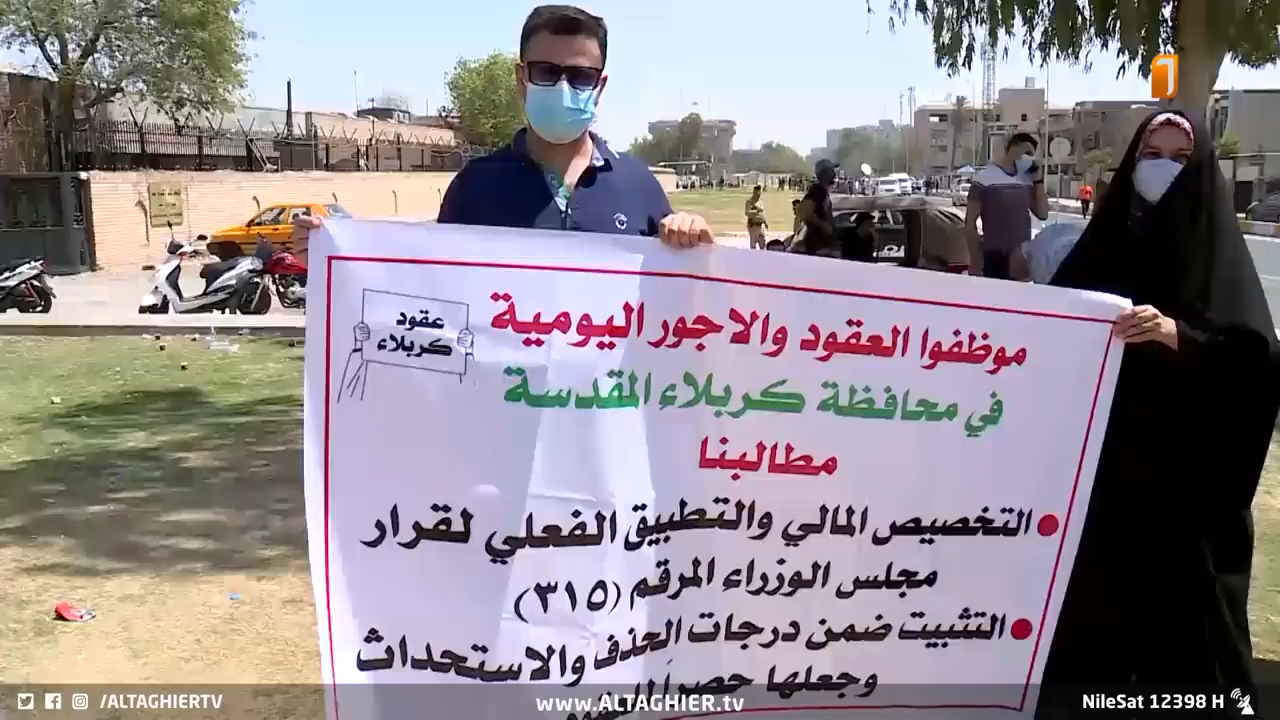 عقود
كربلاء
موظفوا العقود والاجور اليومية
في محافظة كربلاء المقدسة
مطالبنا
التخصيص المالي والتطبيق الفعلي لقرار
مجلس الوزراء المرقم (٣١٥)
التثبيت ضمن درجات الحذف والاستحداث
وجعلها حصراً
/ALTAGHIERTV
www.ALTAGHIER.tv
NileSat 12398 H